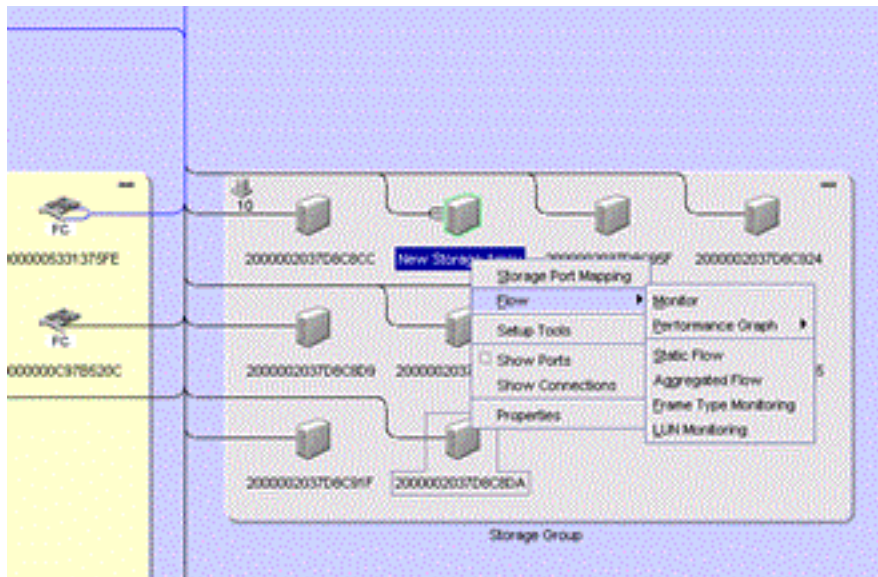 10
FC
2000002037D8C8CC
New Storage
2000002037D8C924
Storage Port Mapping
Flow
Monitor
Performance Graph
FC
Setup Tools
Static Flow
Show Ports
2000002037D8C8D9
Aggregated Flow
Show Connections
Frame Type Monitoring
Properties
LUN Monitoring
2000002037D8C91F
2000002037D8C8DA
Storage Group